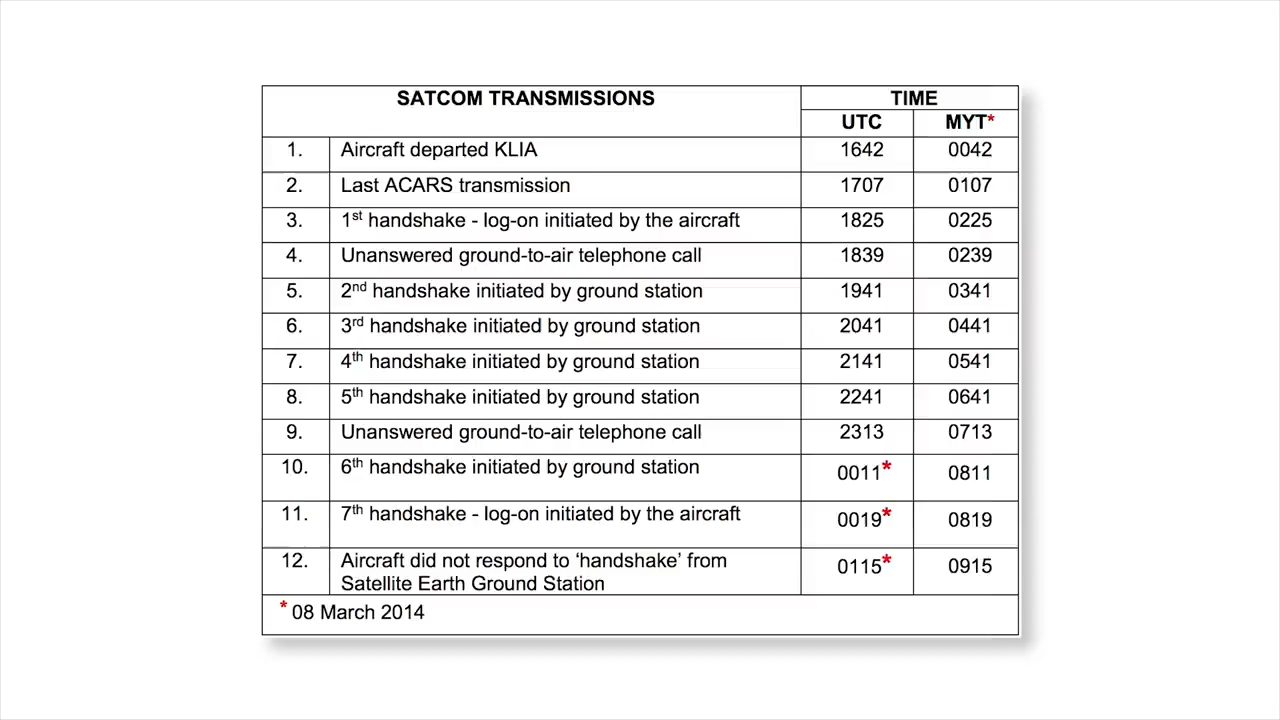 SATCOM TRANSMISSIONS TIME
UTC MYT*
1. Aircraft departed KLIA 1642 0042
2. Last ACARS transmission 1707 0107
3. 1st handshake - log-on initiated by the aircraft 1825 0225
4. Unanswered ground-to-air telephone call 1839 0239
5. 2nd handshake initiated by ground station 1941 0341
6. 3rd handshake initiated by ground station 2041 0441
7. 4th handshake initiated by ground station 2141 0541
8. 5th handshake initiated by ground station 2241 0641
9. Unanswered ground-to-air telephone call 2313 0713
10. 6th handshake initiated by ground station 0011* 0811
11. 7th handshake - log-on initiated by the aircraft 0019* 0819
12. Aircraft did not respond to ‘handshake’ from 0115* 0915
Satellite Earth Ground Station
* 08 March 2014